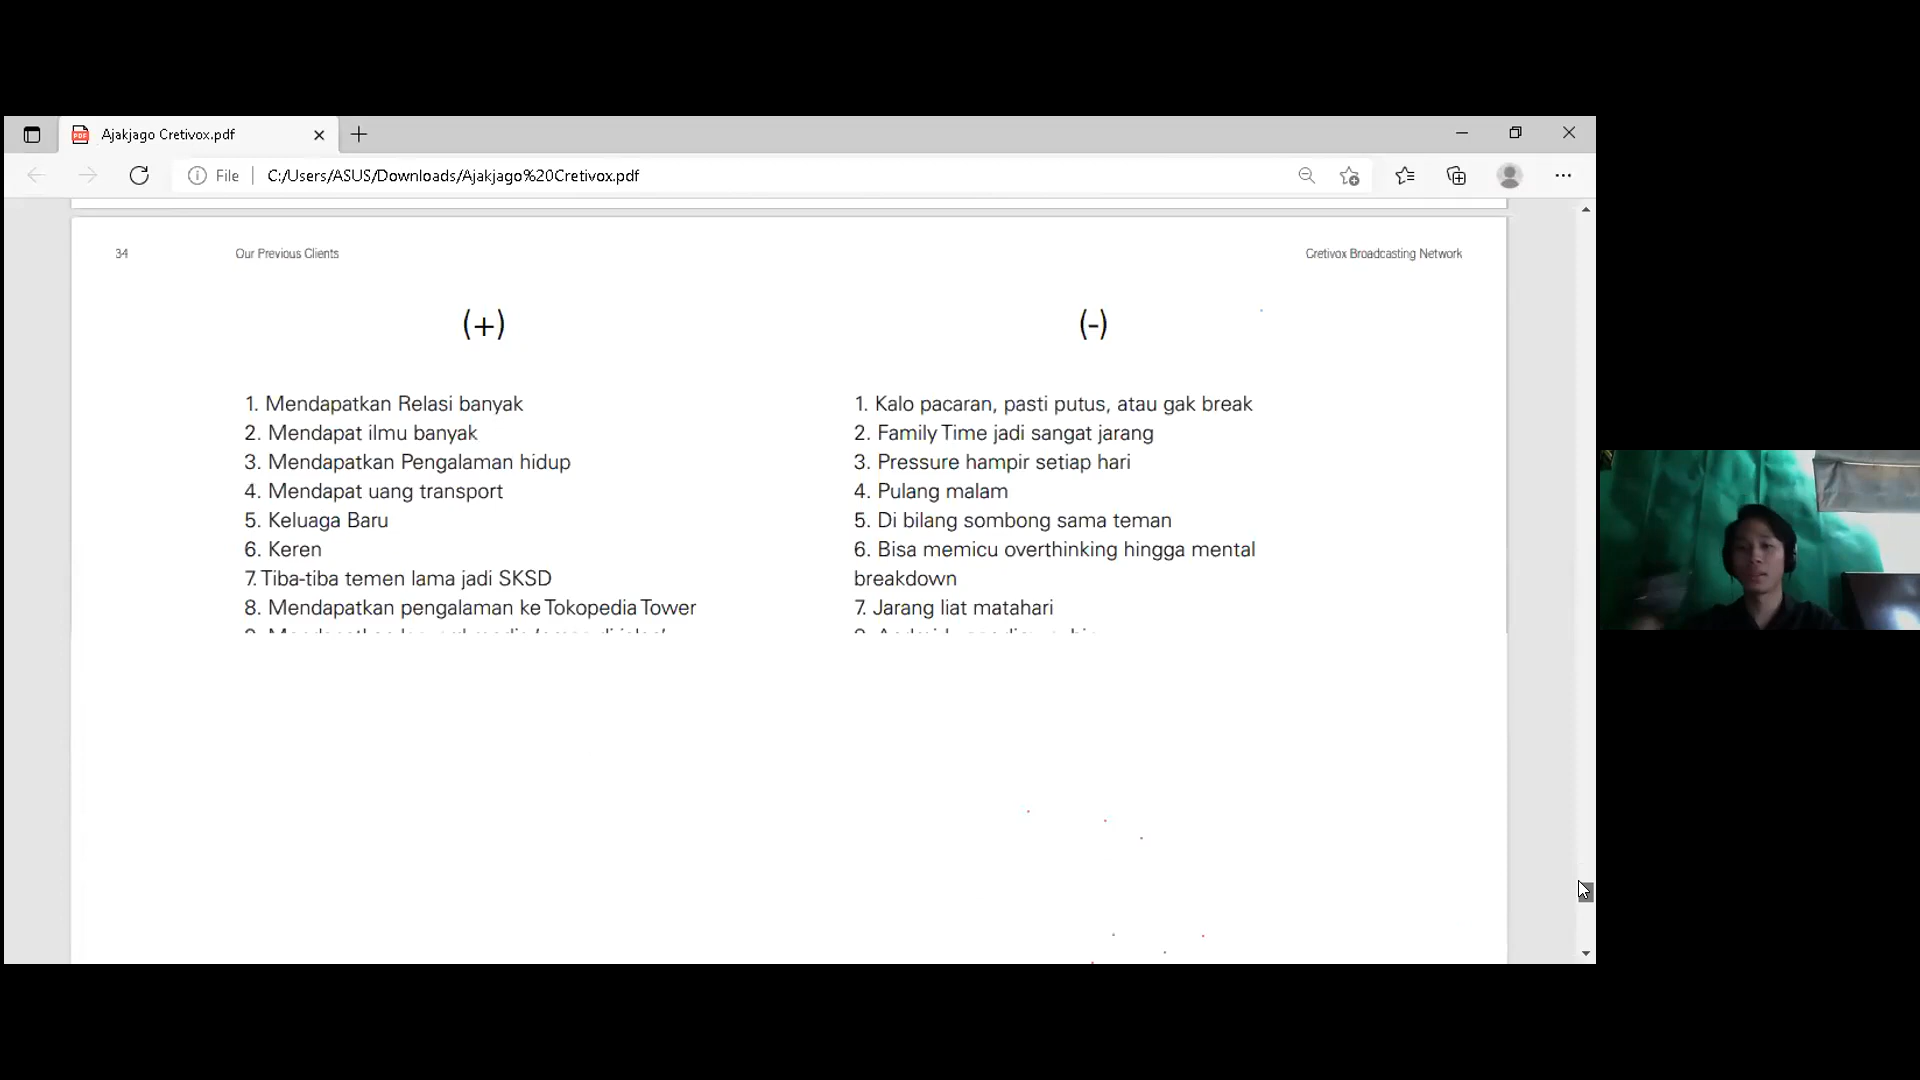 Ajakjago Cretivox.pdf
File
C:/Users/ASUS/Downloads/Ajakjago%20Cretivox.pdf
34
Our Previous Clients
Cretivox Broadcasting Network
(+)
1. Mendapatkan Relasi banyak
2. Mendapat ilmu banyak
3. Mendapatkan Pengalaman hidup
4. Mendapat uang transport
5. Keluaga Baru
6. Keren
7. Tiba-tiba temen lama jadi SKSD
8. Mendapatkan pengalaman ke Tokopedia Tower
(-)
1. Kalo pacaran, pasti putus, atau gak break
2. Family Time jadi sangat jarang
3. Pressure hampir setiap hari
4. Pulang malam
5. Di bilang sombong sama teman
6. Bisa memicu overthinking hingga mental
breakdown
7. Jarang liat matahari